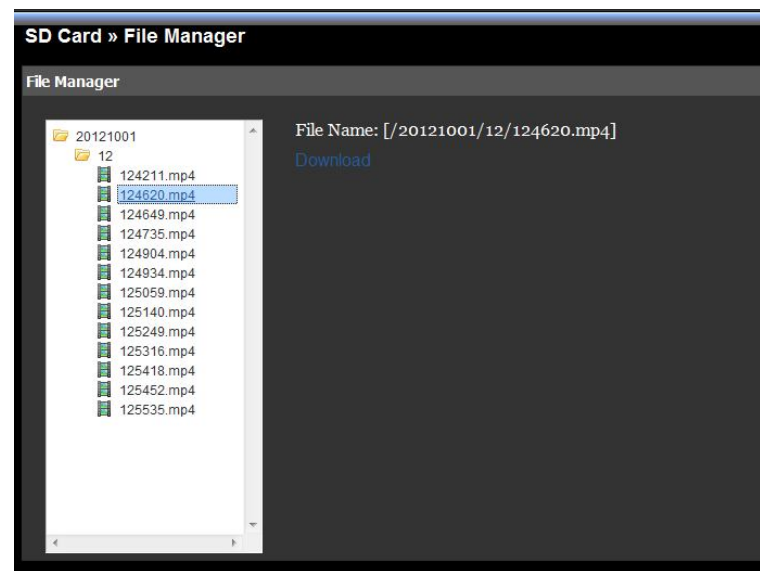 SD Card » File Manager
File Manager
20121001
12
124211.mp4
124620.mp4
124649.mp4
124735.mp4
124904.mp4
124934.mp4
125059.mp4
125140.mp4
125249.mp4
125316.mp4
125418.mp4
125452.mp4
125535.mp4
File Name: [/20121001/12/124620.mp4]
Download